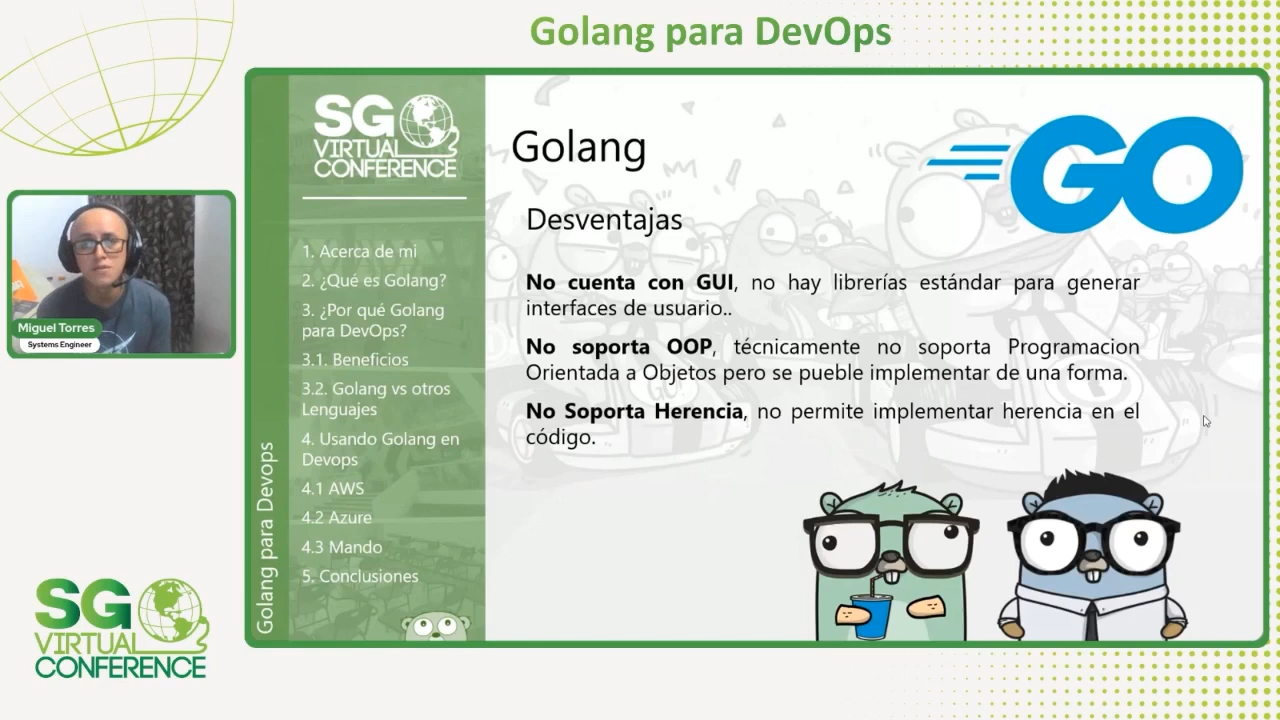 Golang para DevOps
SG
VIRTUAL
CONFERENCE
1. Acerca de mi
2. ¿Qué es Golang?
3. ¿Por qué Golang
para DevOps?
3.1. Beneficios
3.2. Golang vs otros
Lenguajes
4. Usando Golang en
Devops
4.1 AWS
4.2 Azure
4.3 Mando
5. Conclusiones
Golang para Devops
Golang
GO
Desventajas
No cuenta con GUI, no hay librerías estándar para generar
interfaces de usuario..
No soporta OOP, técnicamente no soporta Programacion
Orientada a Objetos pero se pueble implementar de una forma.
No Soporta Herencia, no permite implementar herencia en el
código.
Miguel Torres
Systems Engineer
SG
VIRTUAL
CONFERENCE